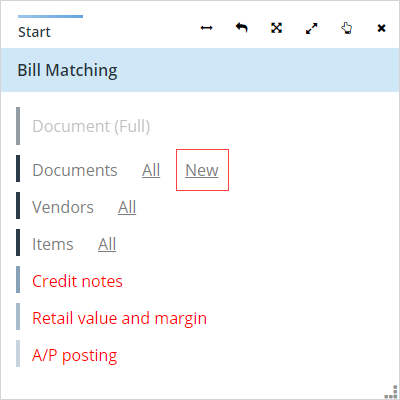 Start
Bill Matching
Document (Full)
Documents All New
Vendors All
Items All
Credit notes
Retail value and margin
A/P posting